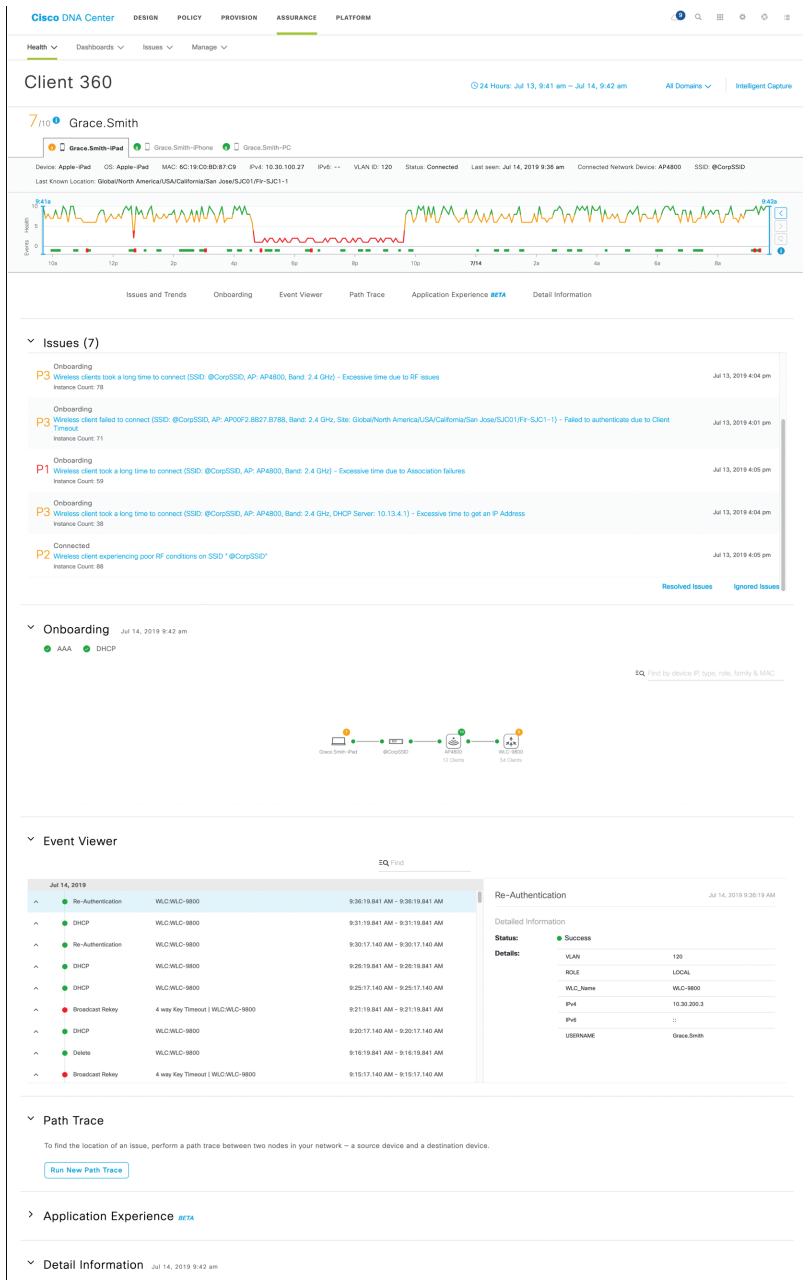 Cisco DNA Center DESIGN POLICY PROVISION ASSURANCE PLATFORM 9
Health Dashboards Issues Manage
Client 360
24 Hours: Jul 13, 9:41 am – Jul 14, 9:42 am All Domains Intelligent Capture
7/10 Grace.Smith
Grace.Smith-iPad Grace.Smith-iPhone Grace.Smith-PC
Device: Apple-iPad OS: Apple-iPad MAC: 6C:19:C0:BD:87:C9 IPv4: 10.30.100.27 IPv6: -- VLAN ID: 120 Status: Connected Last seen: Jul 14, 2019 9:36 am Connected Network Device: AP4800 SSID: @CorpSSID
Last Known Location: Global/North America/USA/California/San Jose/SJC01/Flr-SJC1-1
9:41a 9:42a
10
Health 5
0
Events
10a 12p 2p 4p 6p 8p 10p 7/14 2a 4a 6a 8a
Issues and Trends Onboarding Event Viewer Path Trace Application Experience BETA Detail Information
Issues (7)
Onboarding
P3 Wireless clients took a long time to connect (SSID: @CorpSSID, AP: AP4800, Band: 2.4 GHz) - Excessive time due to RF issues Jul 13, 2019 4:04 pm
Instance Count: 78
Onboarding
P3 Wireless client failed to connect (SSID: @CorpSSID, AP: AP00F2.8B27.B788, Band: 2.4 GHz, Site: Global/North America/USA/California/San Jose/SJC01/Flr-SJC1-1) - Failed to authenticate due to Client Jul 13, 2019 4:01 pm
Timeout
Instance Count: 71
Onboarding
P1 Wireless client took a long time to connect (SSID: @CorpSSID, AP: AP4800, Band: 2.4 GHz) - Excessive time due to Association failures Jul 13, 2019 4:05 pm
Instance Count: 59
Onboarding
P3 Wireless client took a long time to connect (SSID: @CorpSSID, AP: AP4800, Band: 2.4 GHz, DHCP Server: 10.13.4.1) - Excessive time to get an IP Address Jul 13, 2019 4:04 pm
Instance Count: 38
Connected
P2 Wireless client experiencing poor RF conditions on SSID "@CorpSSID" Jul 13, 2019 4:05 pm
Instance Count: 88
Resolved Issues Ignored Issues
Onboarding Jul 14, 2019 9:42 am
AAA DHCP
Find by device IP, type, role, family & MAC
Grace.Smith-iPad @CorpSSID AP4800 WLC-9800
13 Clients 54 Clients
Event Viewer
Find
Jul 14, 2019
Re-Authentication WLC:WLC-9800 9:36:19.841 AM - 9:36:19.841 AM
DHCP WLC:WLC-9800 9:31:19.841 AM - 9:31:19.841 AM
Re-Authentication WLC:WLC-9800 9:30:17.140 AM - 9:30:17.140 AM
DHCP WLC:WLC-9800 9:26:19.841 AM - 9:26:19.841 AM
DHCP WLC:WLC-9800 9:25:17.140 AM - 9:25:17.140 AM
Broadcast Rekey 4 way Key Timeout | WLC:WLC-9800 9:21:19.841 AM - 9:21:19.841 AM
DHCP WLC:WLC-9800 9:20:17.140 AM - 9:20:17.140 AM
Delete WLC:WLC-9800 9:16:19.841 AM - 9:16:19.841 AM
Broadcast Rekey 4 way Key Timeout | WLC:WLC-9800 9:15:17.140 AM - 9:15:17.140 AM
Re-Authentication Jul 14, 2019 9:36:19 AM
Detailed Information
Status: Success
Details: VLAN 120
ROLE LOCAL
WLC_Name WLC-9800
IPv4 10.30.200.3
IPv6 ::
USERNAME Grace.Smith
Path Trace
To find the location of an issue, perform a path trace between two nodes in your network – a source device and a destination device.
Run New Path Trace
Application Experience BETA
Detail Information Jul 14, 2019 9:42 am